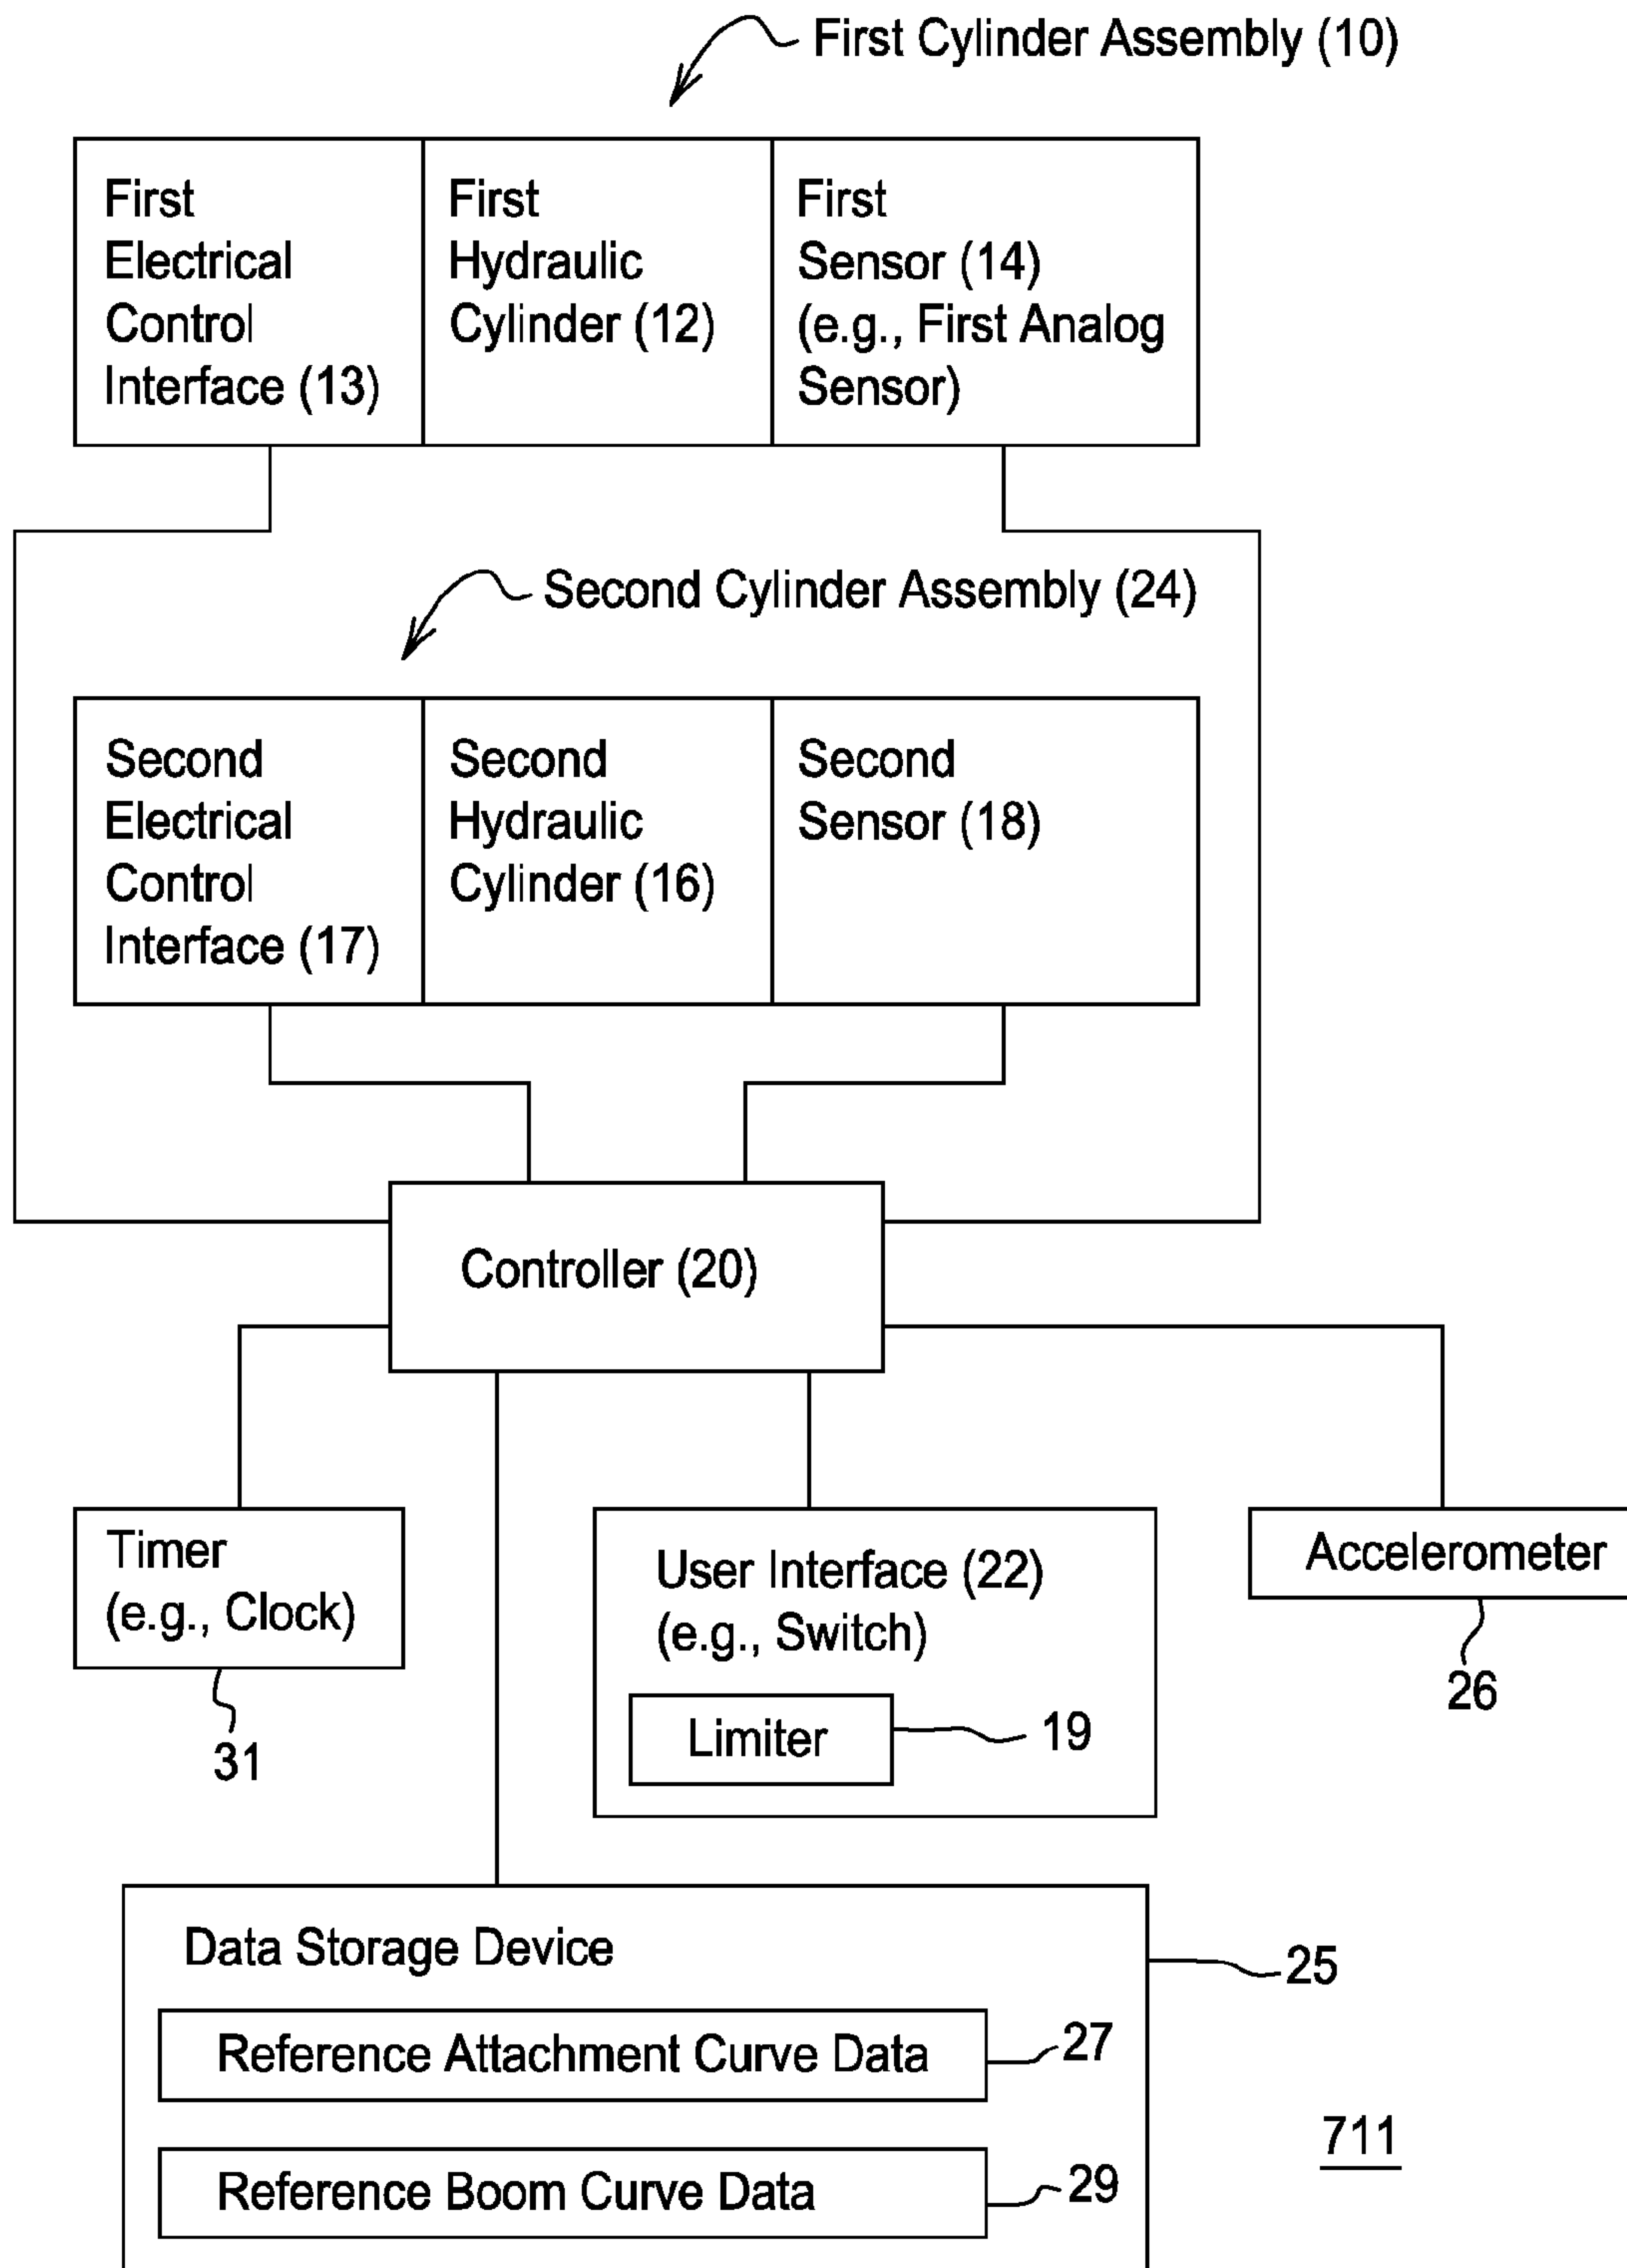 First Cylinder Assembly (10)
First
Electrical
Control
Interface (13)
First
Hydraulic
Cylinder (12)
First
Sensor (14)
(e.g., First Analog
Sensor)
Second Cylinder Assembly (24)
Second
Electrical
Control
Interface (17)
Second
Hydraulic
Cylinder (16)
Second
Sensor (18)
Controller (20)
Timer
(e.g., Clock)
31
User Interface (22)
(e.g., Switch)
Limiter
19
Accelerometer
26
Data Storage Device
25
Reference Attachment Curve Data
27
Reference Boom Curve Data
29
711